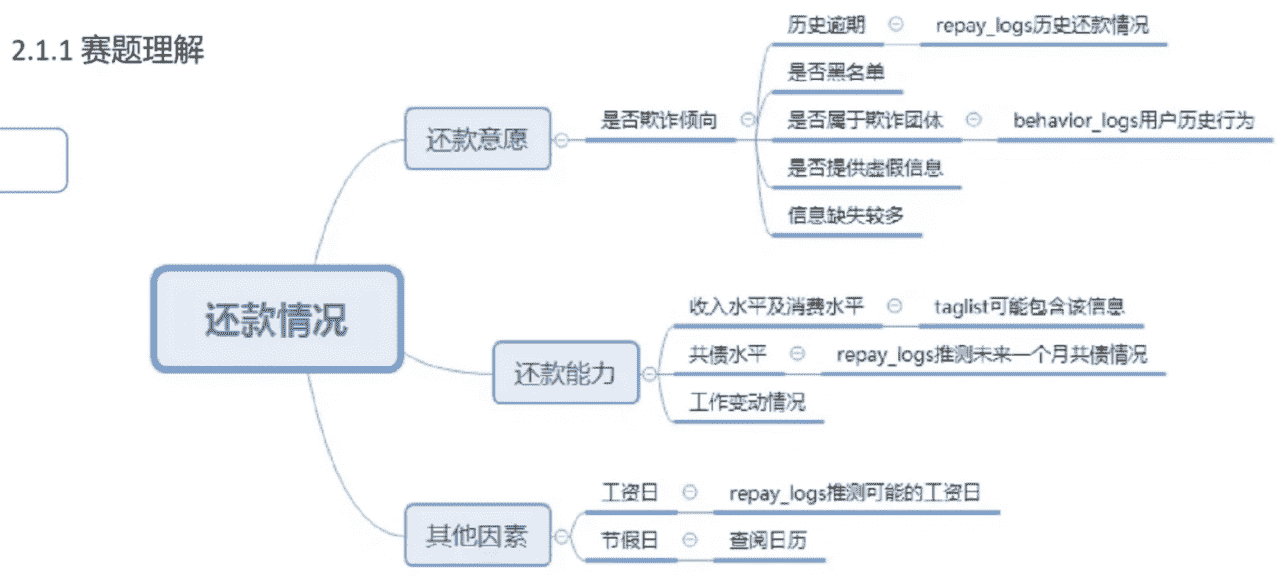 2.1.1 赛题理解
历史逾期
repay_logs历史还款情况
是否黑名单
还款意愿
是否欺诈倾向
是否属于欺诈团体
behavior_logs用户历史行为
是否提供虚假信息
信息缺失较多
还款情况
收入水平及消费水平
taglist可能包含该信息
还款能力
共债水平
repay_logs推测未来一个月共债情况
工作变动情况
其他因素
工资日
repay_logs推测可能的工资日
节假日
查阅日历